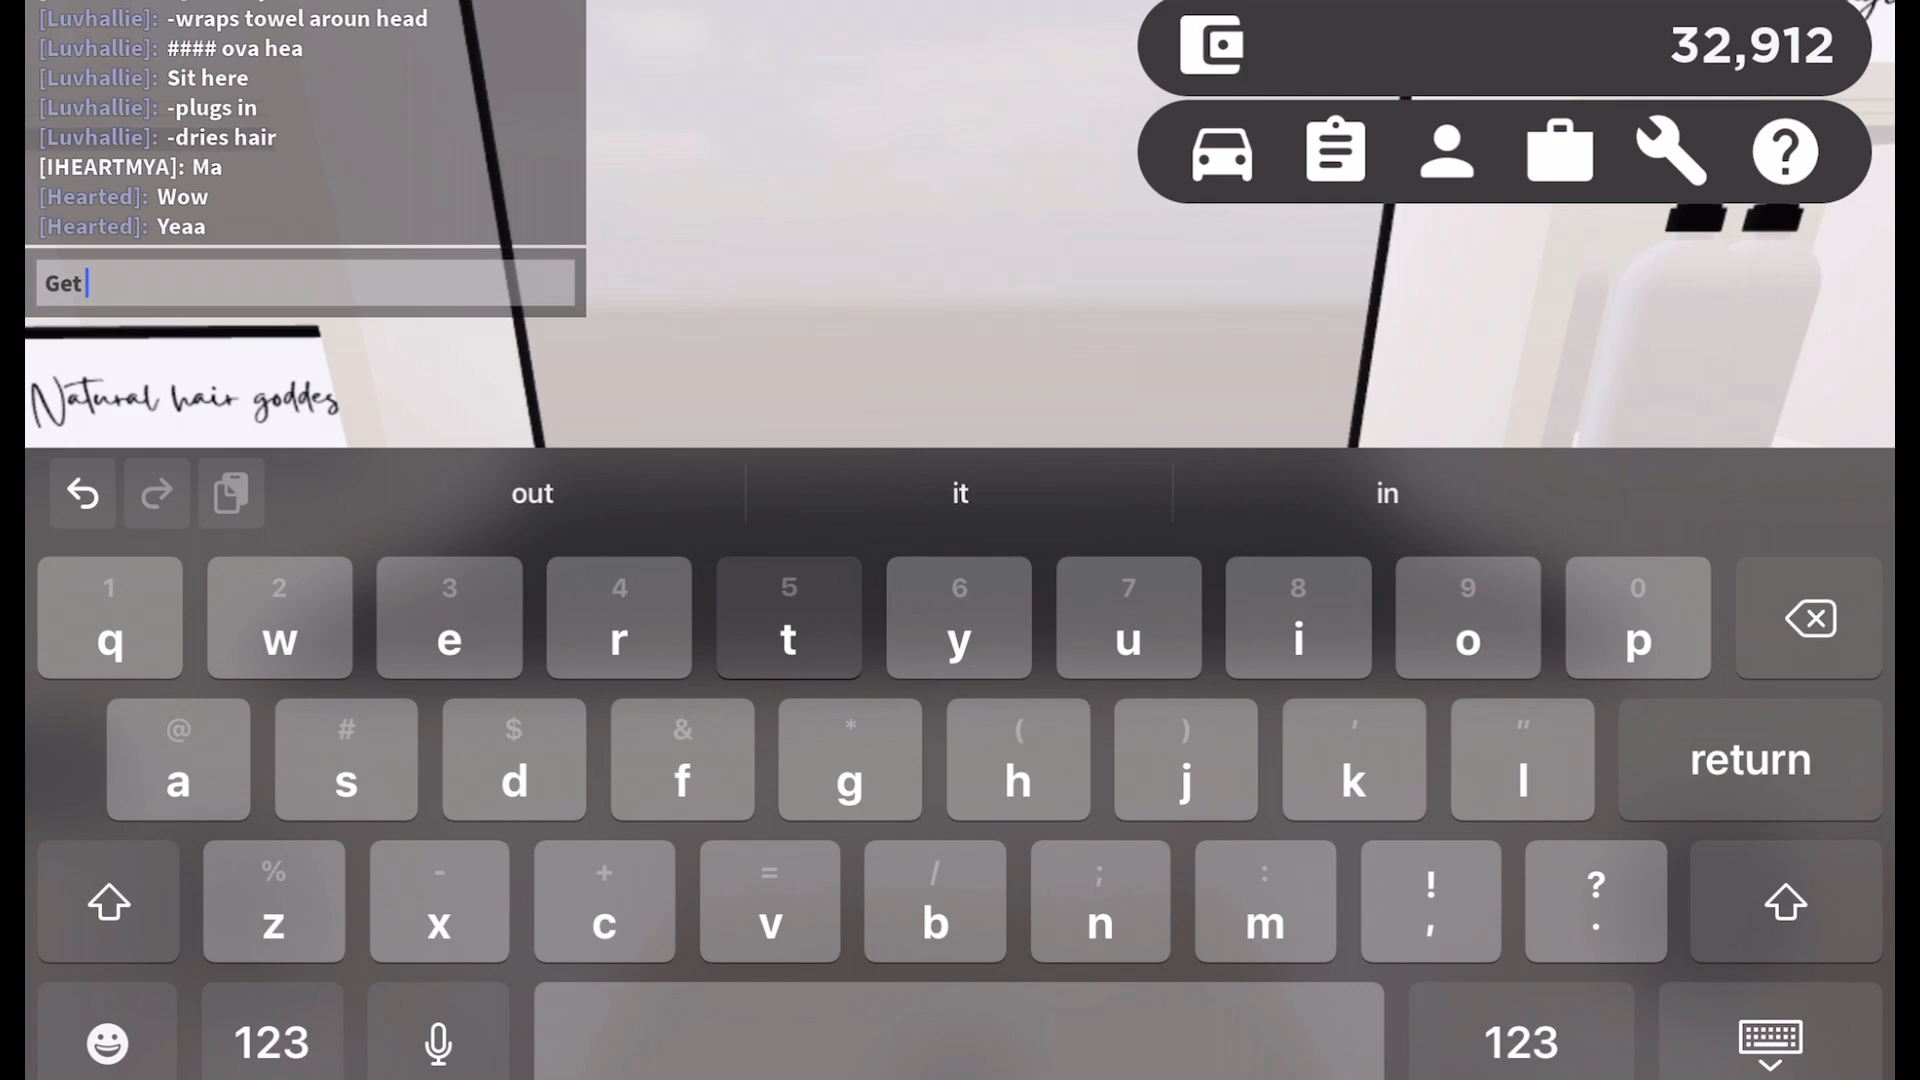 [Luvhallie]: -wraps towel aroun head
[Luvhallie]: #### ova hea
[Luvhallie]: Sit here
[Luvhallie]: -plugs in
[Luvhallie]: -dries hair
[IHEARTMYA]: Ma
[Hearted]: Wow
[Hearted]: Yeaa
Get
32,912
Natural hair goddes
out it in
1 2 3 4 5 6 7 8 9 0
q w e r t y u i o p
@ # $ & * ( ) ' "
a s d f g h j k l return
% - + = / ; : ! ?
z x c v b n m , .
123 123